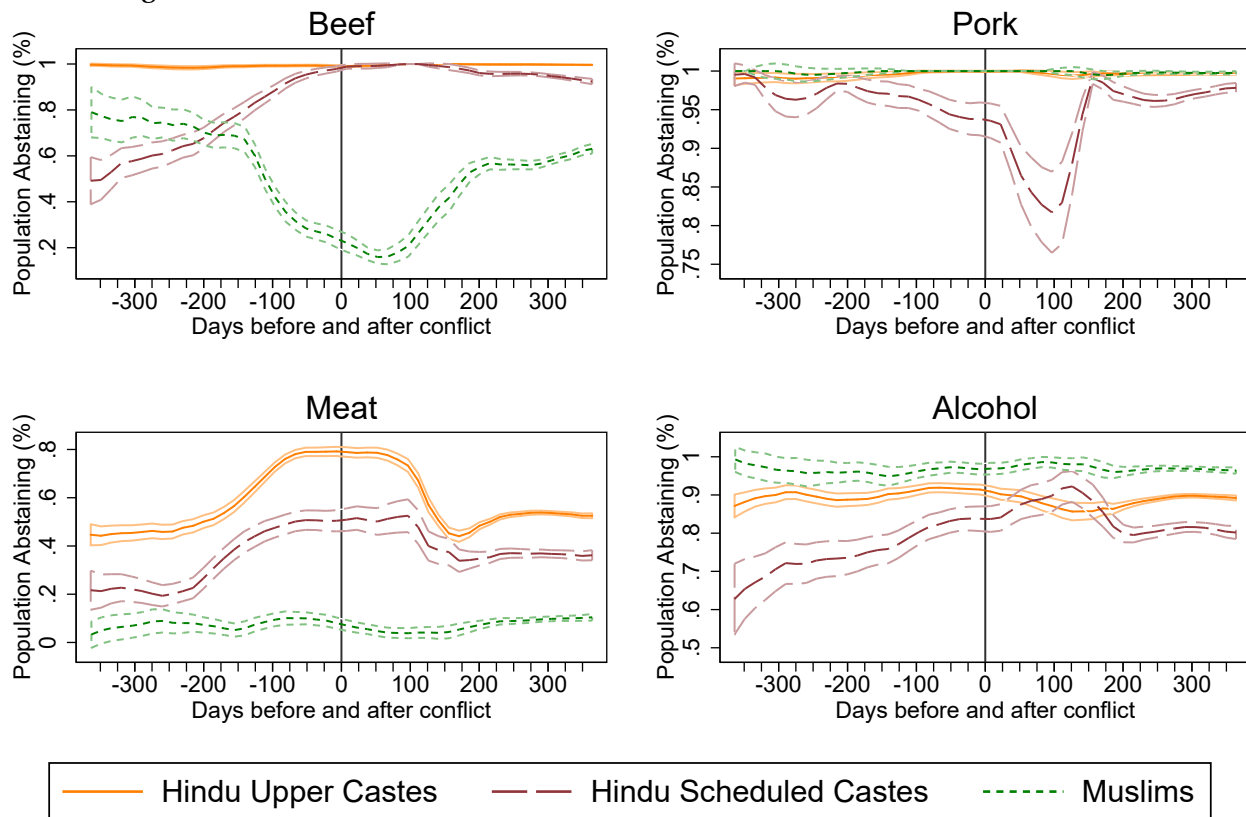 Beef
Population Abstaining (%)
1
.8
.6
.4
.2
-300 -200 -100 0 100 200 300
Days before and after conflict
Pork
Population Abstaining (%)
1
.95
.9
.85
.8
.75
-300 -200 -100 0 100 200 300
Days before and after conflict
Meat
Population Abstaining (%)
.8
.6
.4
.2
0
-300 -200 -100 0 100 200 300
Days before and after conflict
Alcohol
Population Abstaining (%)
1
.9
.8
.7
.6
.5
-300 -200 -100 0 100 200 300
Days before and after conflict
Hindu Upper Castes Hindu Scheduled Castes Muslims